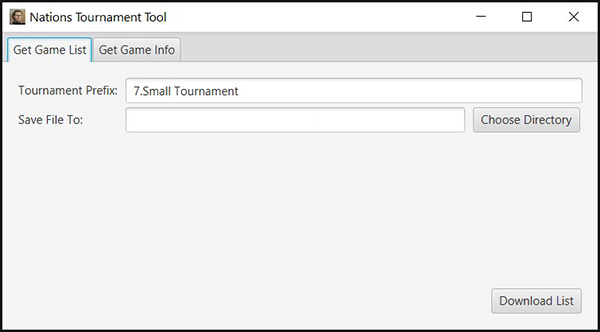 Nations Tournament Tool
Get Game List Get Game Info
Tournament Prefix: 7.Small Tournament
Save File To: Choose Directory
Download List